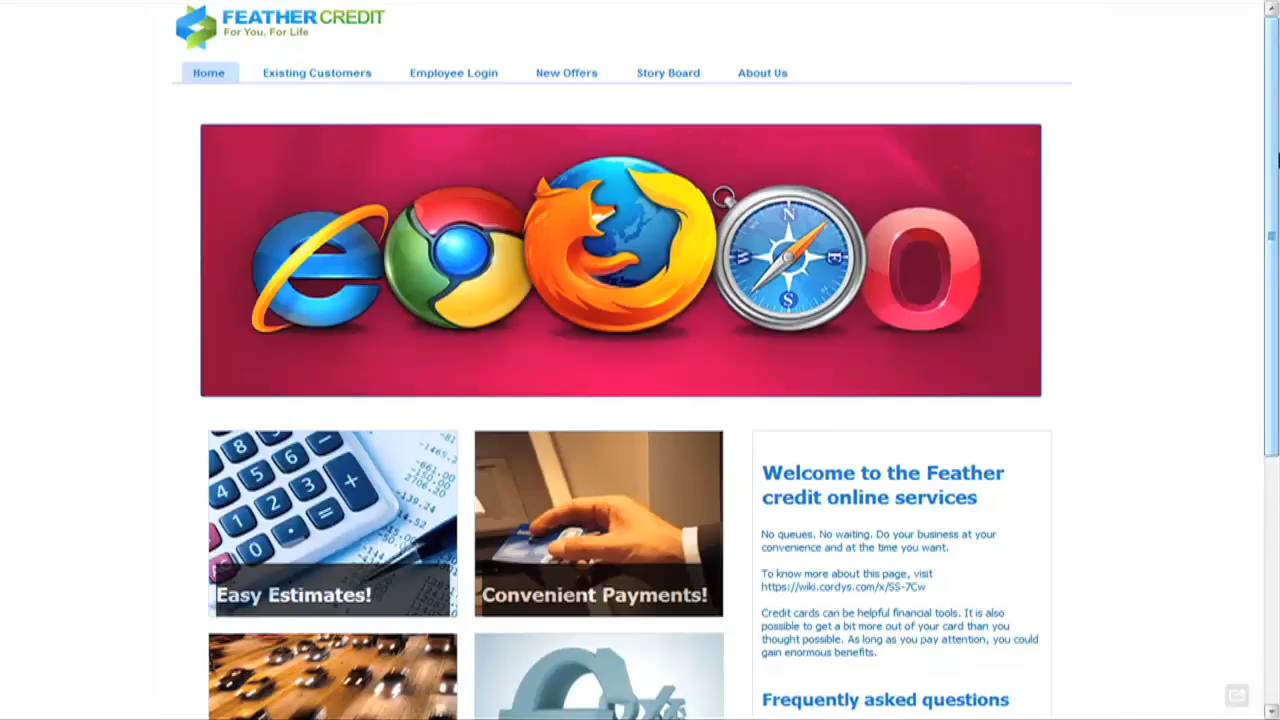 FEATHER CREDIT
For You, For Life
Home Existing Customers Employee Login New Offers Story Board About Us
N
W E
S
Easy Estimates!
Convenient Payments!
Welcome to the Feather
credit online services
No queues. No waiting. Do your business at your
convenience and at the time you want.
To know more about this page, visit
https://wiki.cordys.com/x/SS-7Cw
Credit cards can be helpful financial tools. It is also
possible to get a bit more out of your card than you
thought possible. As long as you pay attention, you could
gain enormous benefits.
Frequently asked questions